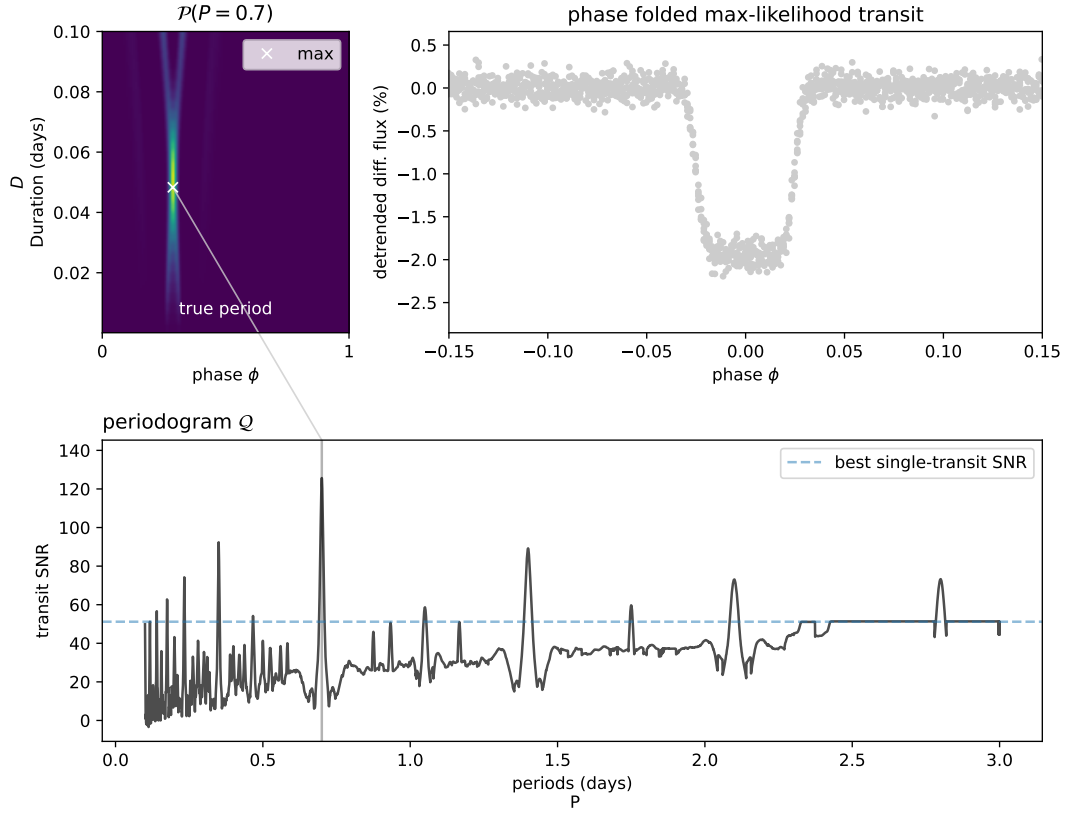 𝒫(P = 0.7)
0.10
0.08
0.06
0.04
0.02
D
Duration (days)
max
true period
0
1
phase ϕ
phase folded max-likelihood transit
0.5
0.0
−0.5
−1.0
−1.5
−2.0
−2.5
detrended diff. flux (%)
−0.15
−0.10
−0.05
0.00
0.05
0.10
0.15
phase ϕ
periodogram 𝒬
140
120
100
80
60
40
20
0
transit SNR
best single-transit SNR
0.0
0.5
1.0
1.5
2.0
2.5
3.0
periods (days)
P